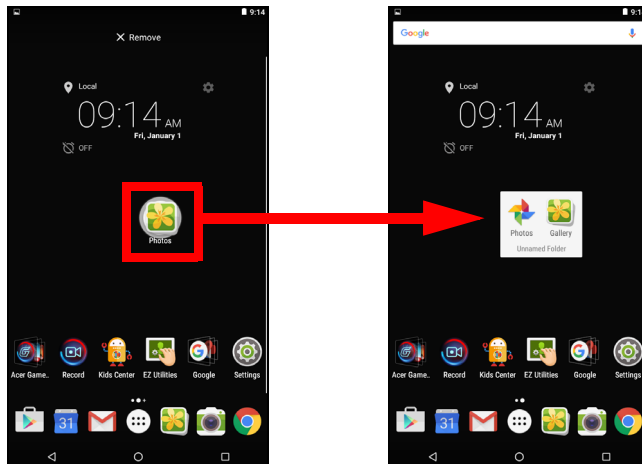 9:14
✕ Remove
Local
09:14 AM
Fri, January 1
OFF
Photos
Acer Game.. Record Kids Center EZ Utilities Google Settings
31
9:1
Google
Local
09:14 AM
Fri, January 1
OFF
Photos Gallery
Unnamed Folder
Acer Game.. Record Kids Center EZ Utilities Google Settings
31